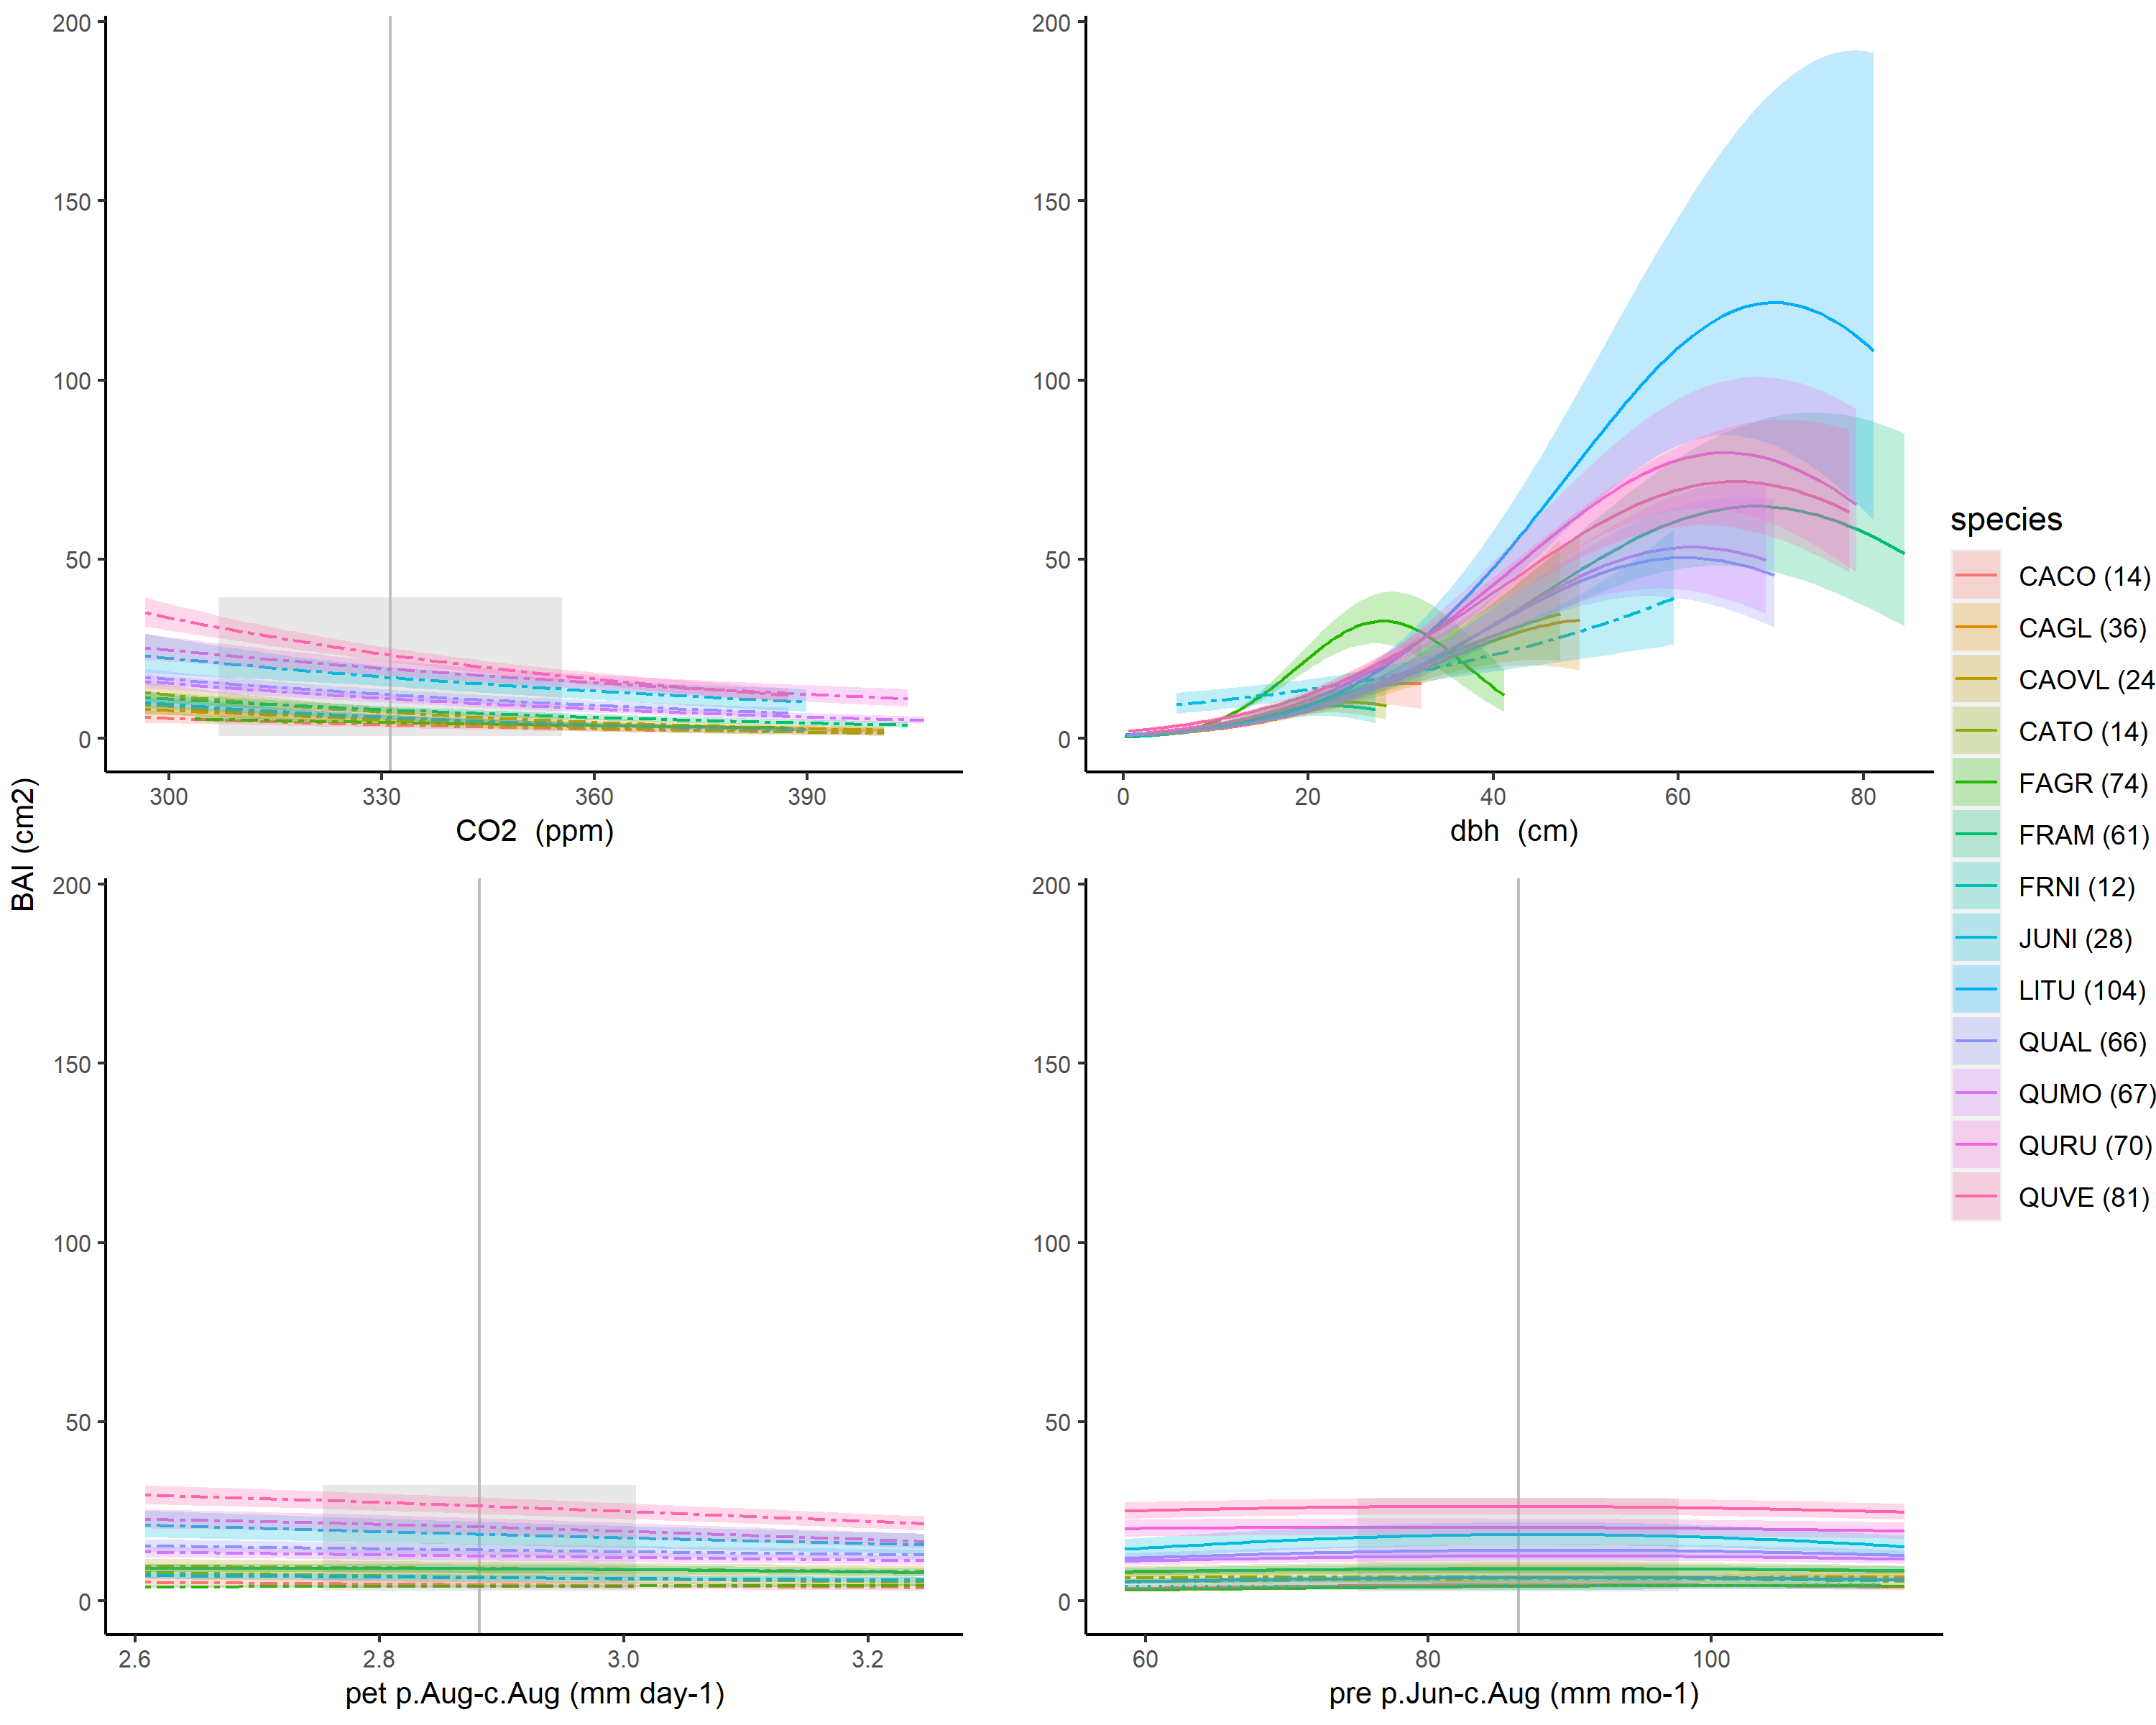 BAI (cm2)
200
150
100
50
0
300
330
360
390
CO2 (ppm)
200
150
100
50
0
0
20
40
60
80
dbh (cm)
200
150
100
50
0
2.6
2.8
3.0
3.2
pet p.Aug-c.Aug (mm day-1)
200
150
100
50
0
60
80
100
pre p.Jun-c.Aug (mm mo-1)
species
CACO (14)
CAGL (36)
CAOVL (24
CATO (14)
FAGR (74)
FRAM (61)
FRNI (12)
JUNI (28)
LITU (104)
QUAL (66)
QUMO (67)
QURU (70)
QUVE (81)